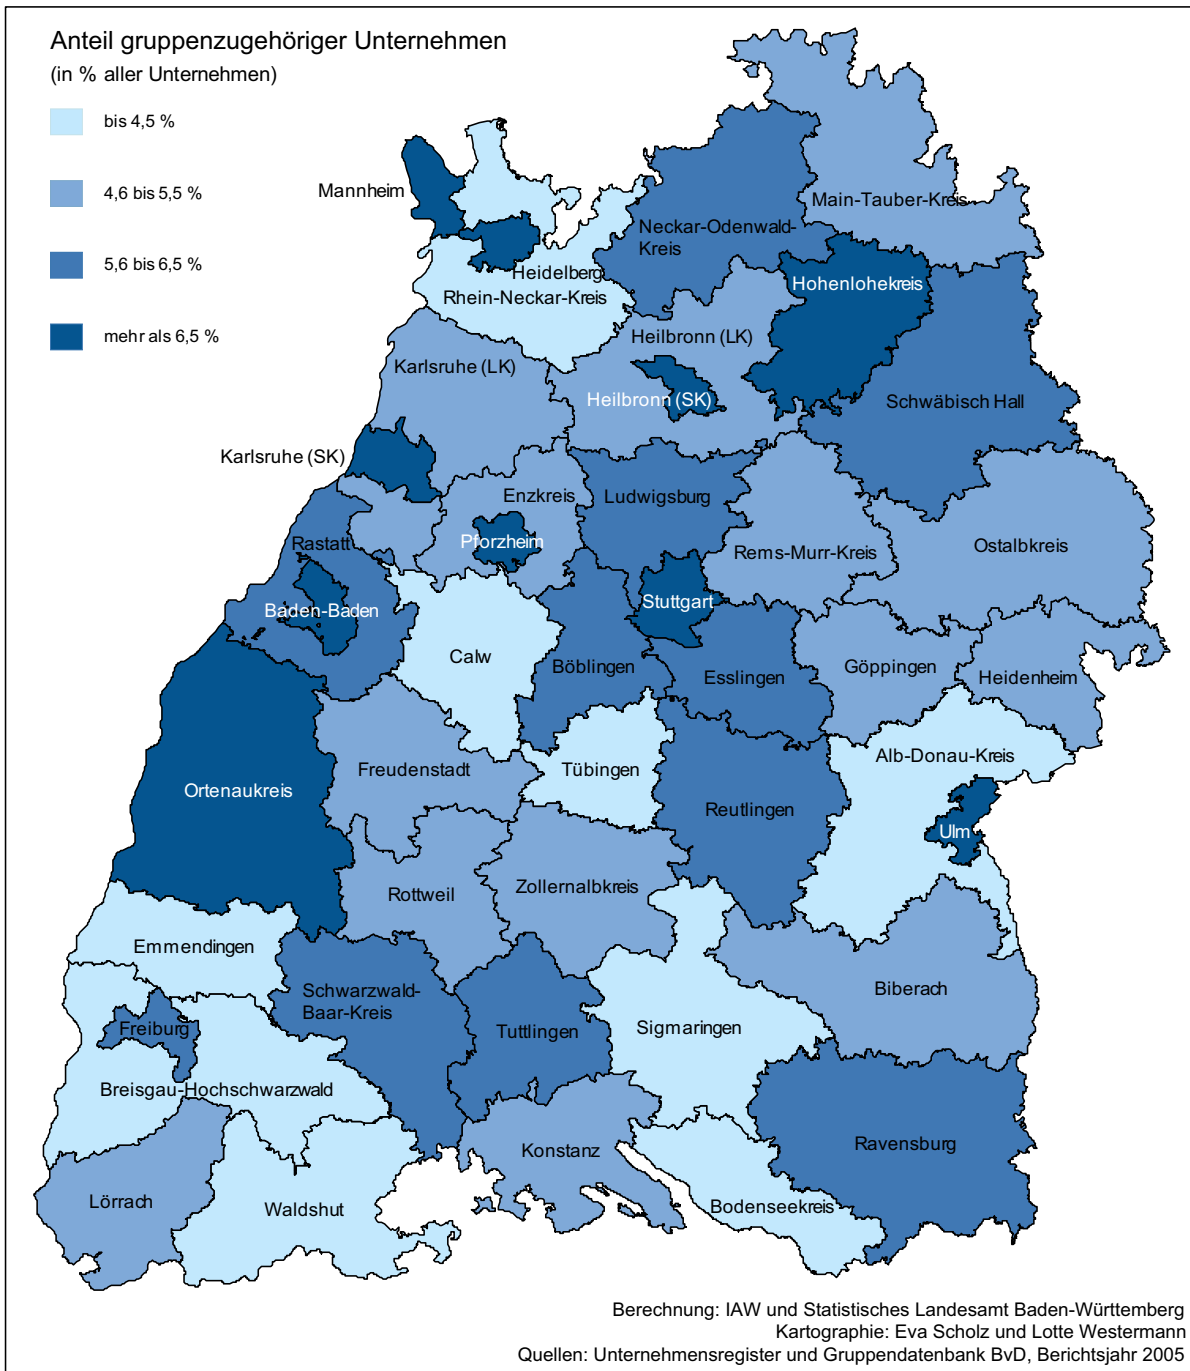 Anteil gruppenzugehöriger Unternehmen
(in % aller Unternehmen)
bis 4,5 %
4,6 bis 5,5 %
5,6 bis 6,5 %
mehr als 6,5 %
Mannheim
Main-Tauber-Kreis
Neckar-Odenwald-
Kreis
Heidelberg
Rhein-Neckar-Kreis
Hohenlohekreis
Heilbronn (LK)
Karlsruhe (LK)
Heilbronn (SK)
Schwäbisch Hall
Karlsruhe (SK)
Enzkreis
Ludwigsburg
Pforzheim
Rastatt
Rems-Murr-Kreis
Ostalbkreis
Baden-Baden
Stuttgart
Calw
Böblingen
Esslingen
Göppingen
Heidenheim
Alb-Donau-Kreis
Freudenstadt
Tübingen
Ortenaukreis
Reutlingen
Ulm
Rottweil
Zollernalbkreis
Emmendingen
Schwarzwald-
Baar-Kreis
Biberach
Freiburg
Tuttlingen
Sigmaringen
Breisgau-Hochschwarzwald
Konstanz
Ravensburg
Lörrach
Waldshut
Bodenseekreis
Berechnung: IAW und Statistisches Landesamt Baden-Württemberg
Kartographie: Eva Scholz und Lotte Westermann
Quellen: Unternehmensregister und Gruppendatenbank BvD, Berichtsjahr 2005